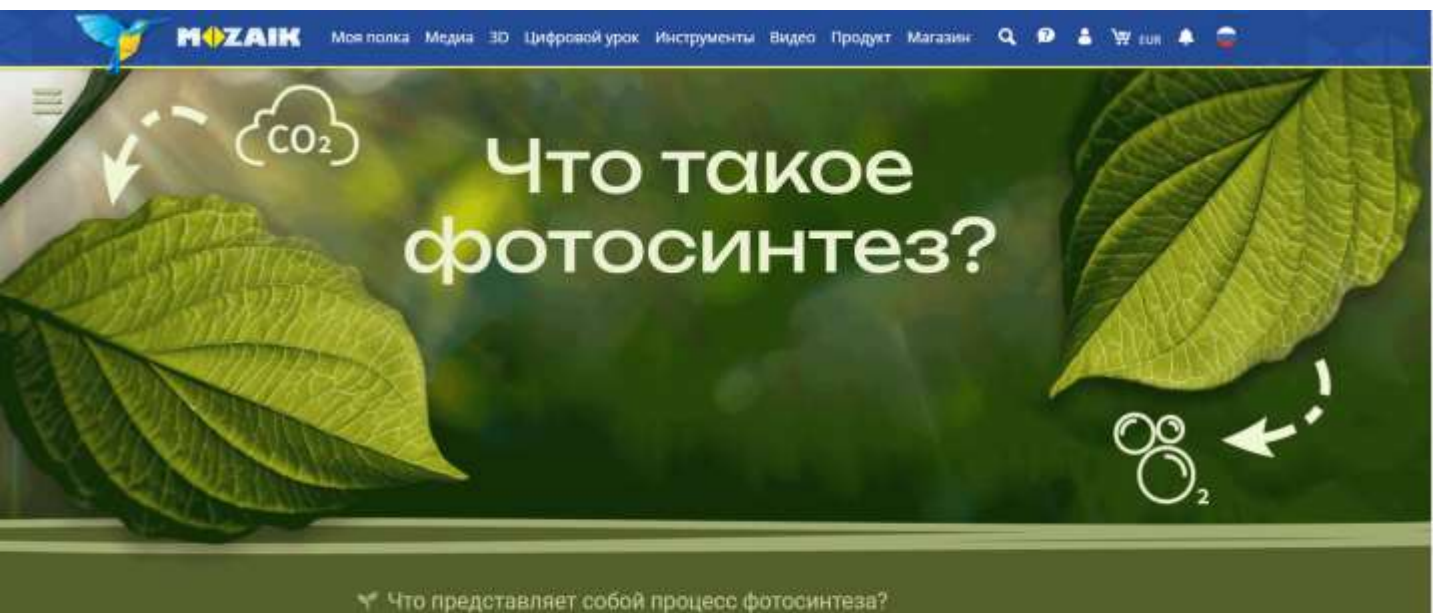 MOZAIK Моя полка Медиа 3D Цифровой урок Инструменты Видео Продукт Магазин EUR
CO₂
Что такое
фотосинтез?
O₂
Что представляет собой процесс фотосинтеза?